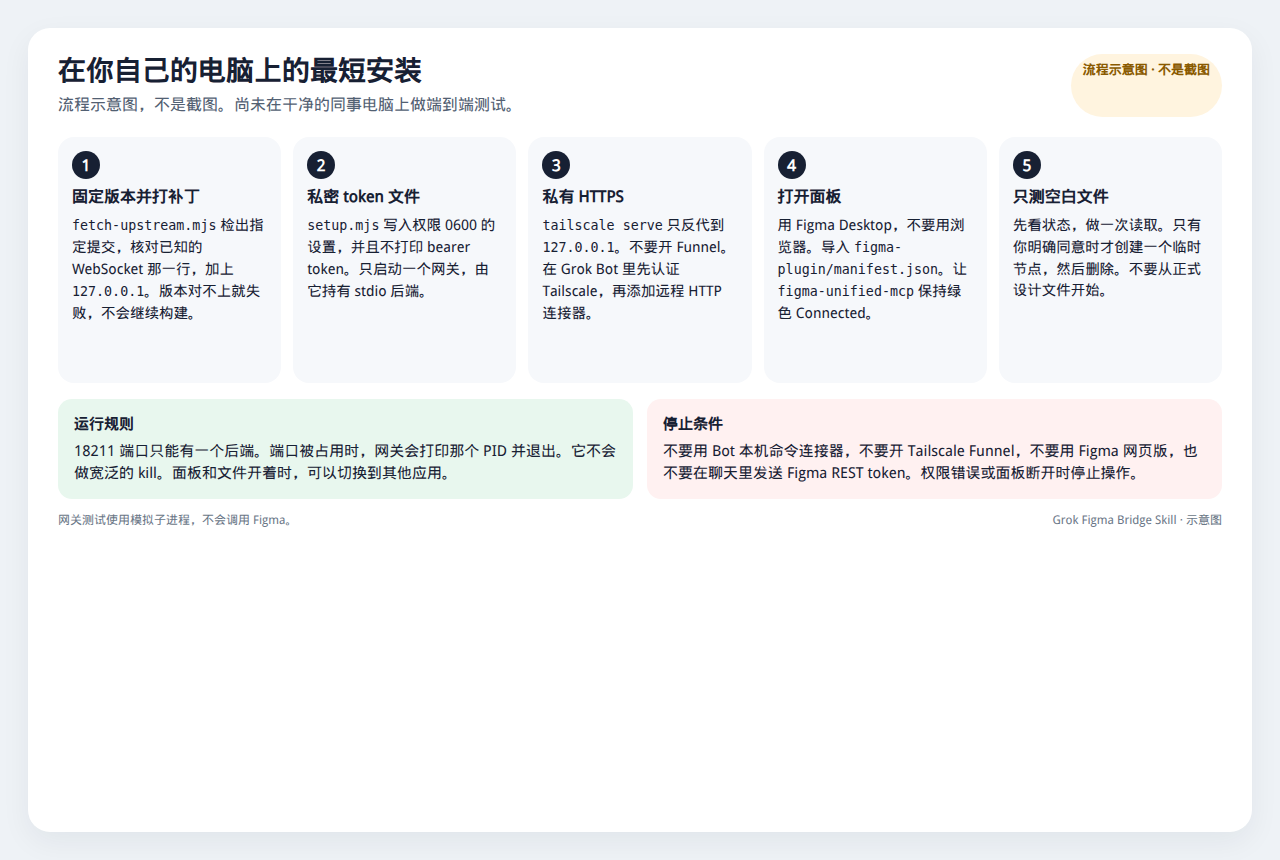 在你自己的电脑上的最短安装
流程示意图，不是截图。尚未在干净的同事电脑上做端到端测试。
流程示意图 · 不是截图
1
固定版本并打补丁
fetch-upstream.mjs 检出指
定提交，核对已知的
WebSocket 那一行，加上
127.0.0.1。版本对不上就失
败，不会继续构建。
2
私密 token 文件
setup.mjs 写入权限 0600 的
设置，并且不打印 bearer
token。只启动一个网关，由
它持有 stdio 后端。
3
私有 HTTPS
tailscale serve 只反代到
127.0.0.1。不要开 Funnel。
在 Grok Bot 里先认证
Tailscale，再添加远程 HTTP
连接器。
4
打开面板
用 Figma Desktop，不要用浏
览器。导入 figma-
plugin/manifest.json。让
figma-unified-mcp 保持绿
色 Connected。
5
只测空白文件
先看状态，做一次读取。只有
你明确同意时才创建一个临时
节点，然后删除。不要从正式
设计文件开始。
运行规则
18211 端口只能有一个后端。端口被占用时，网关会打印那个 PID 并退出。它不会
做宽泛的 kill。面板和文件开着时，可以切换到其他应用。
停止条件
不要用 Bot 本机命令连接器，不要开 Tailscale Funnel，不要用 Figma 网页版，也
不要在聊天里发送 Figma REST token。权限错误或面板断开时停止操作。
网关测试使用模拟子进程，不会调用 Figma。
Grok Figma Bridge Skill · 示意图